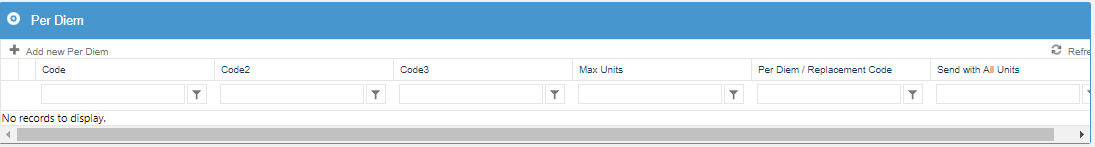 Per Diem
Add new Per Diem
Code Code2 Code3 Max Units Per Diem / Replacement Code Send with All Units
No records to display.